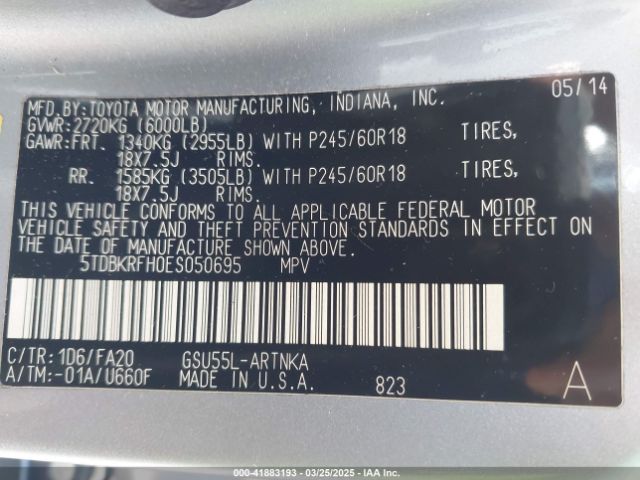 MFD.BY:TOYOTA MOTOR MANUFACTURING, INDIANA, INC. 05/14
GVWR:2720KG (6000LB)
GAWR:FRT. 1340KG (2955LB) WITH P245/60R18 TIRES,
18X7.5J RIMS.
RR. 1585KG (3505LB) WITH P245/60R18 TIRES,
18X7.5J RIMS.
THIS VEHICLE CONFORMS TO ALL APPLICABLE FEDERAL MOTOR
VEHICLE SAFETY AND THEFT PREVENTION STANDARDS IN EFFECT ON
THE DATE OF MANUFACTURE SHOWN ABOVE.
5TDBKRFH0ES050695 MPV
C/TR:1D6/FA20 GSU55L-ARTNKA
A/TM:-01A/U660F MADE IN U.S.A. 823 A
000-41883193 - 03/25/2025 - IAA Inc.